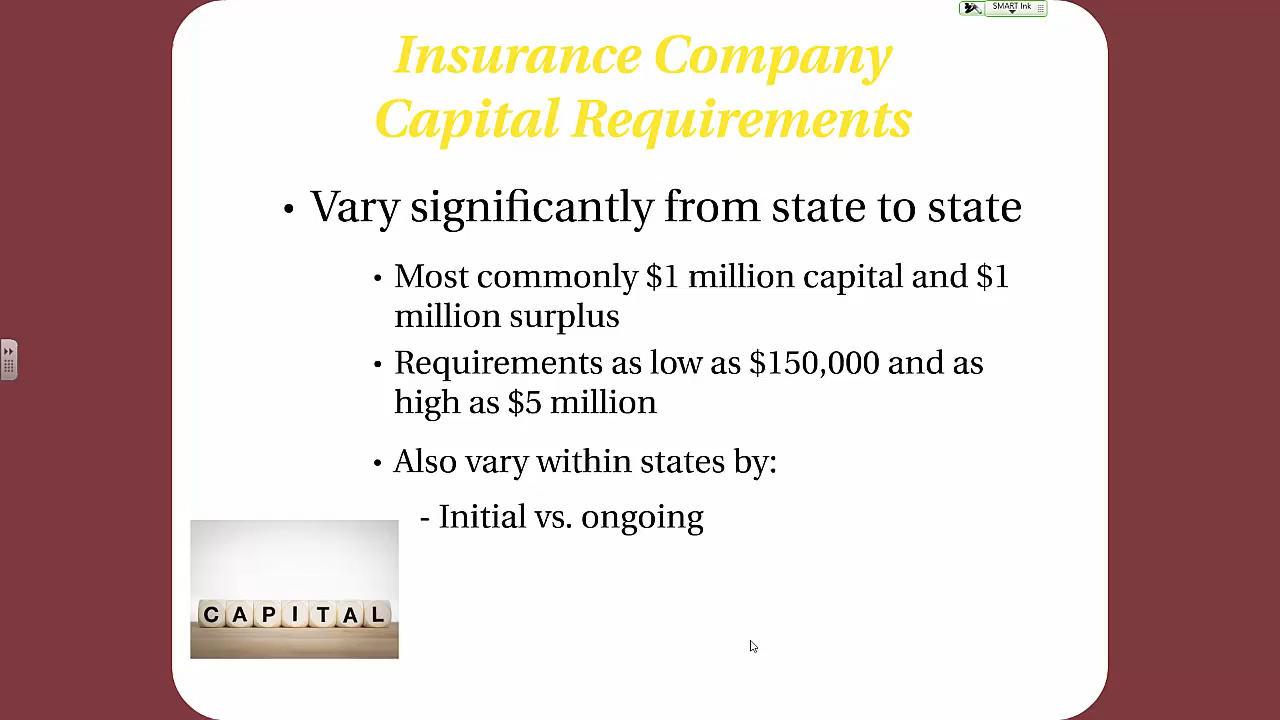 SMART Ink
Insurance Company
Capital Requirements
• Vary significantly from state to state
• Most commonly $1 million capital and $1
million surplus
• Requirements as low as $150,000 and as
high as $5 million
• Also vary within states by:
- Initial vs. ongoing
CAPITAL